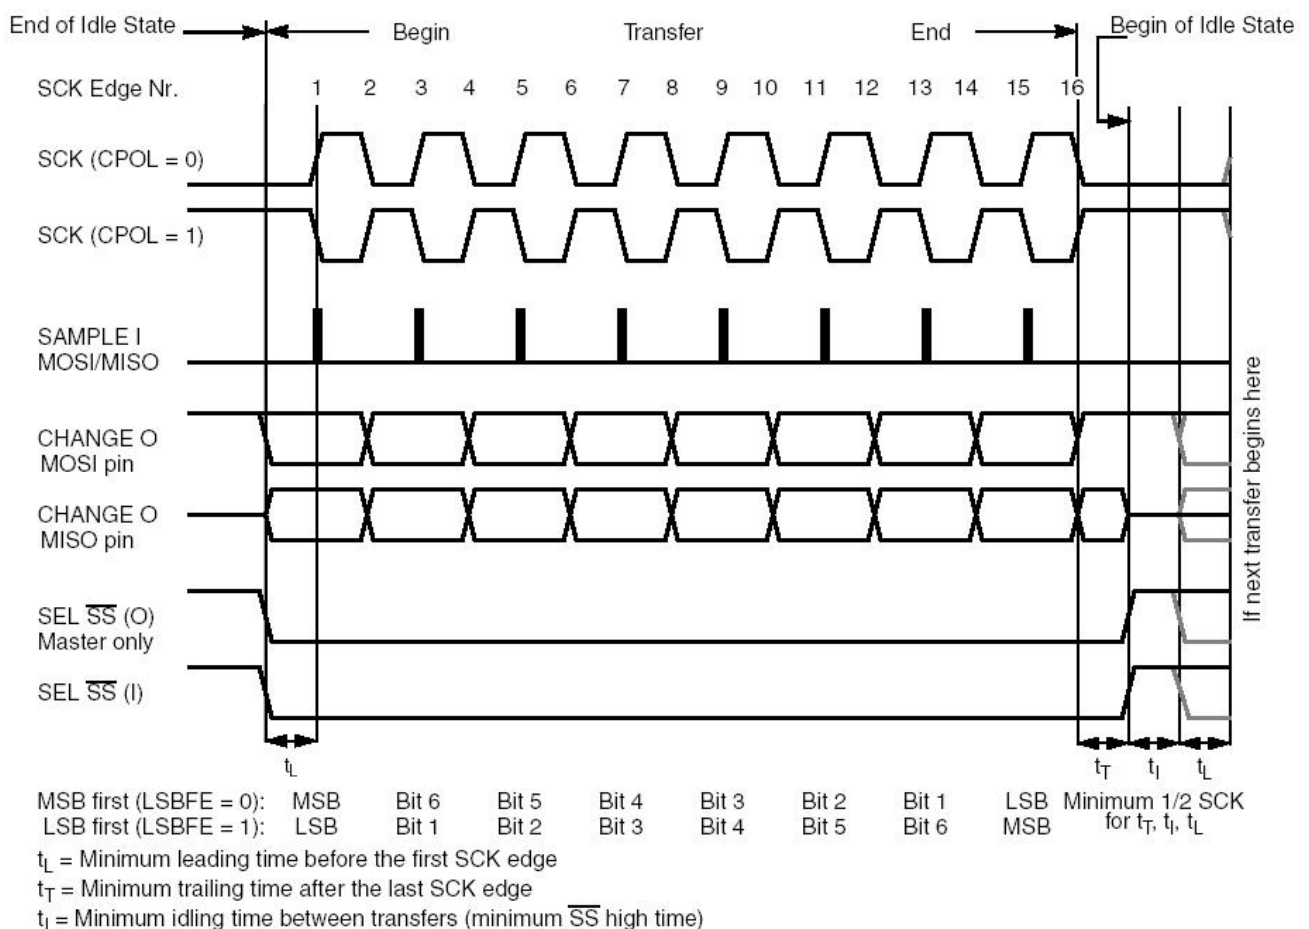 End of Idle State
Begin
Transfer
End
Begin of Idle State
SCK Edge Nr.
1 2 3 4 5 6 7 8 9 10 11 12 13 14 15 16
SCK (CPOL = 0)
SCK (CPOL = 1)
SAMPLE I
MOSI/MISO
CHANGE O
MOSI pin
CHANGE O
MISO pin
SEL S̅S̅ (O)
Master only
SEL S̅S̅ (I)
If next transfer begins here
tL
tT tI tL
MSB first (LSBFE = 0): MSB Bit 6 Bit 5 Bit 4 Bit 3 Bit 2 Bit 1 LSB Minimum 1/2 SCK
LSB first (LSBFE = 1): LSB Bit 1 Bit 2 Bit 3 Bit 4 Bit 5 Bit 6 MSB for tT, tI, tL
tL = Minimum leading time before the first SCK edge
tT = Minimum trailing time after the last SCK edge
tI = Minimum idling time between transfers (minimum S̅S̅ high time)